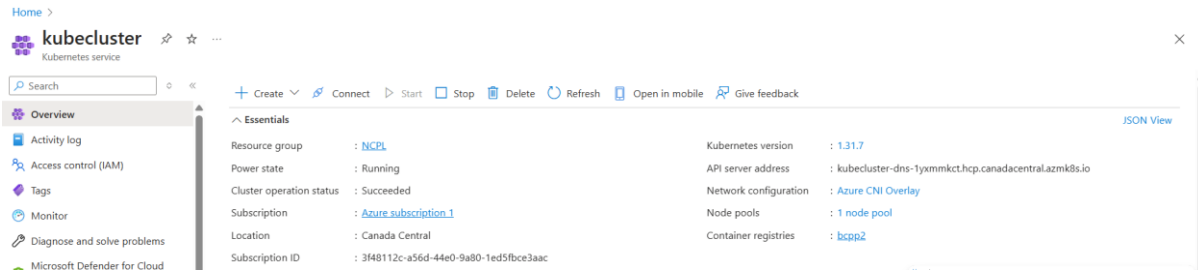 Home >
kubecluster
Kubernetes service
Search
Overview
Activity log
Access control (IAM)
Tags
Monitor
Diagnose and solve problems
Microsoft Defender for Cloud
Create Connect Start Stop Delete Refresh Open in mobile Give feedback
Essentials JSON View
Resource group : NCPL
Power state : Running
Cluster operation status : Succeeded
Subscription : Azure subscription 1
Location : Canada Central
Subscription ID : 3f48112c-a56d-44e0-9a80-1ed5fbce3aac
Kubernetes version : 1.31.7
API server address : kubecluster-dns-1yxmmkct.hcp.canadacentral.azmk8s.io
Network configuration : Azure CNI Overlay
Node pools : 1 node pool
Container registries : bcpp2